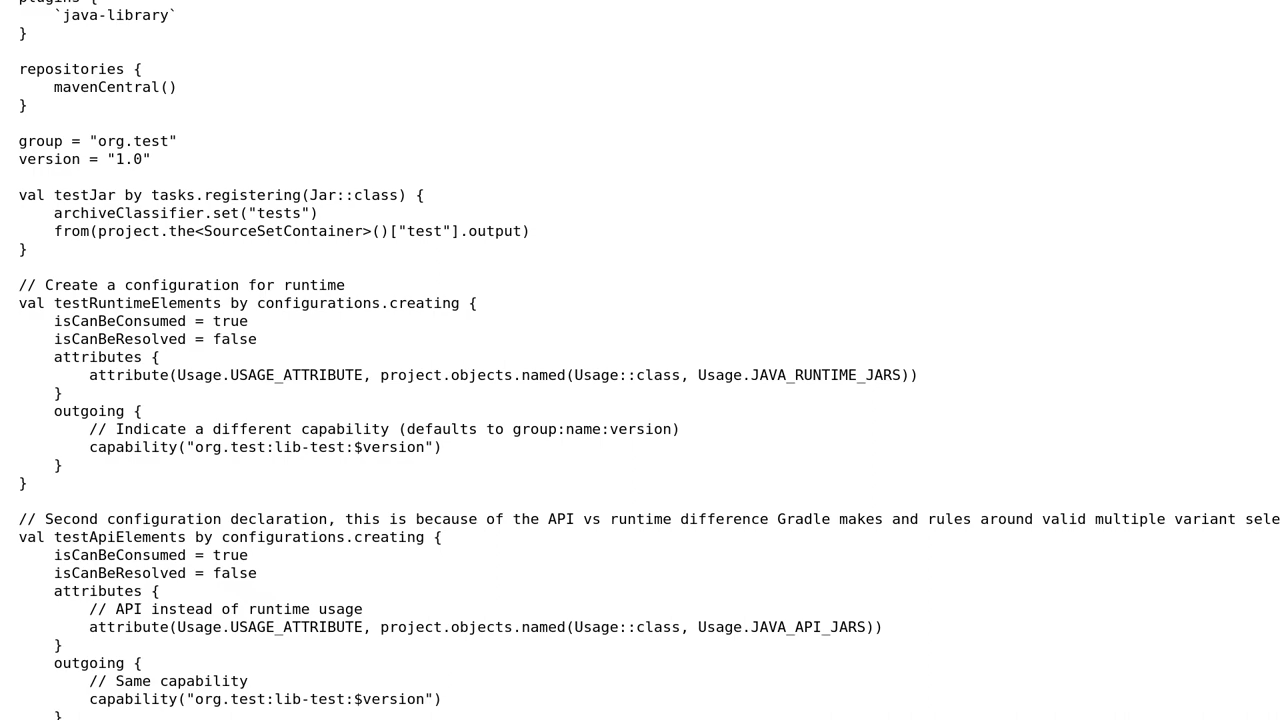 plugins {
    `java-library`
}

repositories {
    mavenCentral()
}

group = "org.test"
version = "1.0"

val testJar by tasks.registering(Jar::class) {
    archiveClassifier.set("tests")
    from(project.the<SourceSetContainer>()["test"].output)
}

// Create a configuration for runtime
val testRuntimeElements by configurations.creating {
    isCanBeConsumed = true
    isCanBeResolved = false
    attributes {
        attribute(Usage.USAGE_ATTRIBUTE, project.objects.named(Usage::class, Usage.JAVA_RUNTIME_JARS))
    }
    outgoing {
        // Indicate a different capability (defaults to group:name:version)
        capability("org.test:lib-test:$version")
    }
}

// Second configuration declaration, this is because of the API vs runtime difference Gradle makes and rules around valid multiple variant sele
val testApiElements by configurations.creating {
    isCanBeConsumed = true
    isCanBeResolved = false
    attributes {
        // API instead of runtime usage
        attribute(Usage.USAGE_ATTRIBUTE, project.objects.named(Usage::class, Usage.JAVA_API_JARS))
    }
    outgoing {
        // Same capability
        capability("org.test:lib-test:$version")
    }